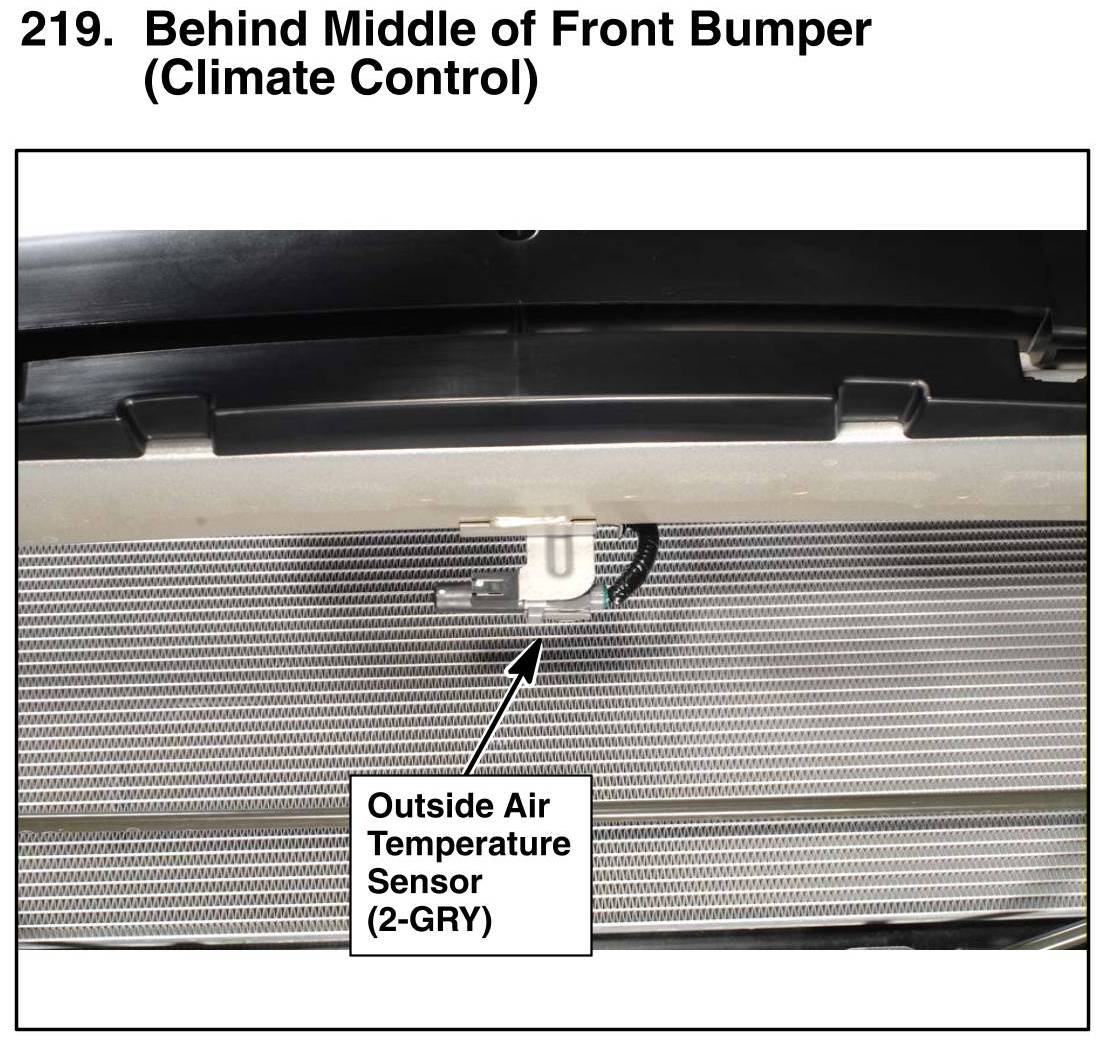 219. Behind Middle of Front Bumper
(Climate Control)
Outside Air
Temperature
Sensor
(2-GRY)